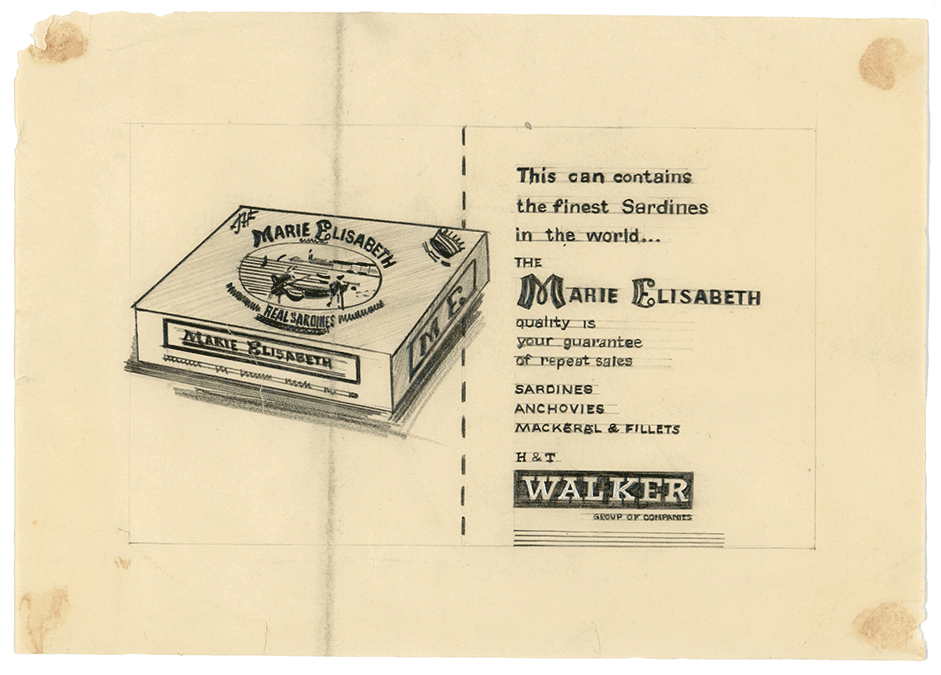 MARIE ELISABETH
REAL SARDINES
MARIE ELISABETH
M E
This can contains
the finest Sardines
in the world...
THE
MARIE ELISABETH
quality is
your guarantee
of repeat sales
SARDINES
ANCHOVIES
MACKERAL & FILLETS
H & T
WALKER
GROUP OF COMPANIES